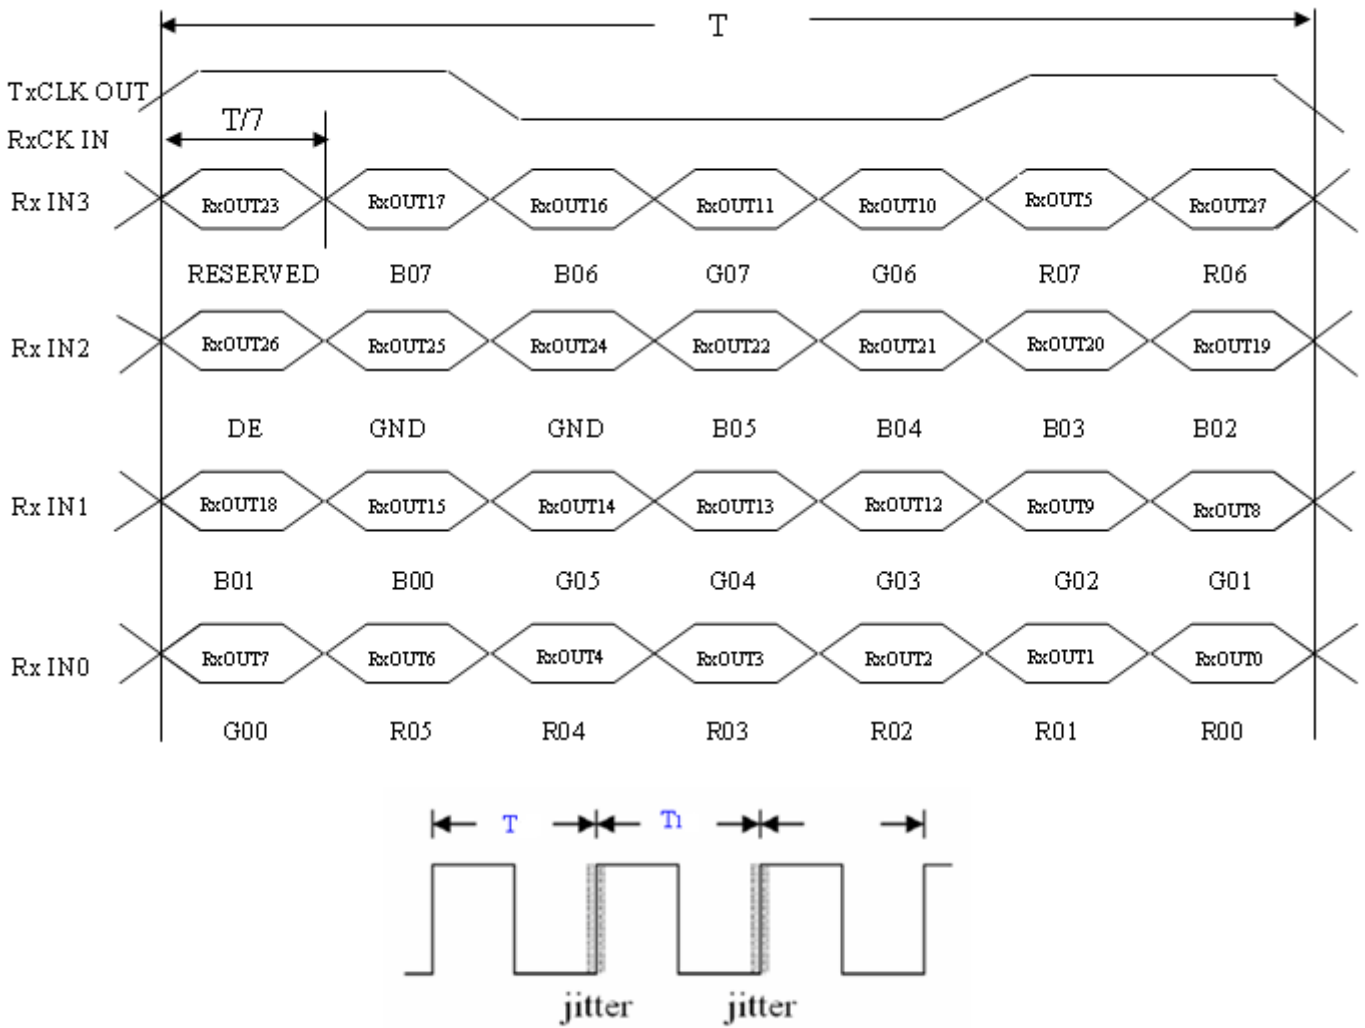 T
TxCLK OUT
T/7
RxCK IN
Rx IN3
RxOUT23 RxOUT17 RxOUT16 RxOUT11 RxOUT10 RxOUT5 RxOUT27
RESERVED B07 B06 G07 G06 R07 R06
Rx IN2
RxOUT26 RxOUT25 RxOUT24 RxOUT22 RxOUT21 RxOUT20 RxOUT19
DE GND GND B05 B04 B03 B02
Rx IN1
RxOUT18 RxOUT15 RxOUT14 RxOUT13 RxOUT12 RxOUT9 RxOUT8
B01 B00 G05 G04 G03 G02 G01
Rx IN0
RxOUT7 RxOUT6 RxOUT4 RxOUT3 RxOUT2 RxOUT1 RxOUT0
G00 R05 R04 R03 R02 R01 R00
T T1
jitter jitter